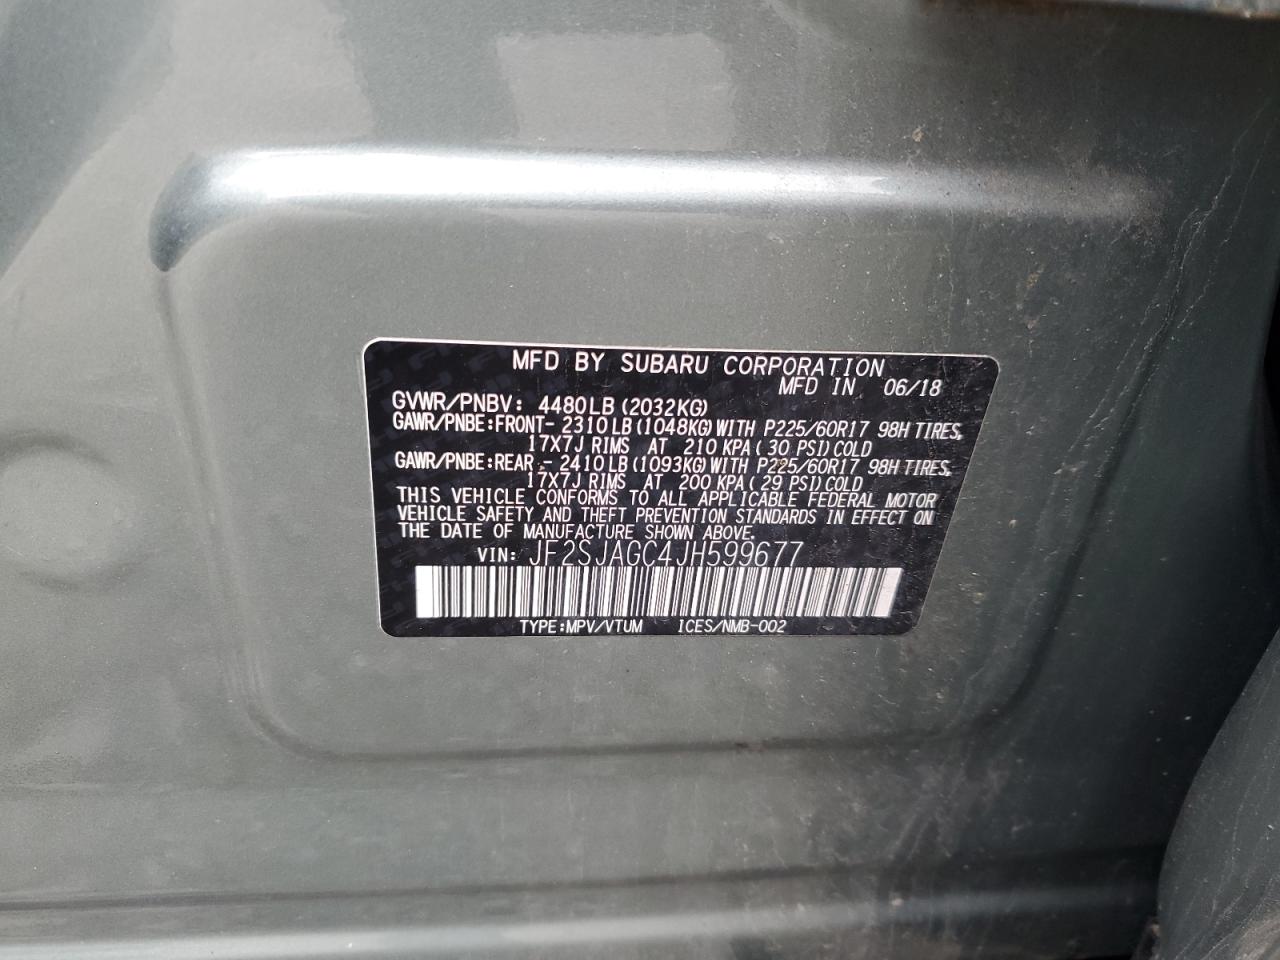 MFD BY SUBARU CORPORATION
MFD IN 06/18
GVWR/PNBV: 4480LB (2032KG)
GAWR/PNBE:FRONT- 2310 LB (1048KG) WITH P225/60R17 98H TIRES,
17X7J RIMS AT 210 KPA ( 30 PSI) COLD
GAWR/PNBE:REAR - 2410 LB (1093KG) WITH P225/60R17 98H TIRES,
17X7J RIMS AT 200 KPA ( 29 PSI) COLD
THIS VEHICLE CONFORMS TO ALL APPLICABLE FEDERAL MOTOR
VEHICLE SAFETY AND THEFT PREVENTION STANDARDS IN EFFECT ON
THE DATE OF MANUFACTURE SHOWN ABOVE.
VIN: JF2SJAGC4JH599677
TYPE:MPV/VTUM ICES/NMB-002